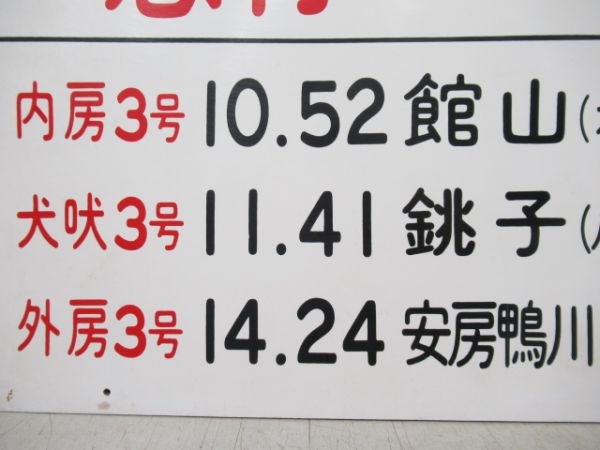 内房3号 10.52 館山(
犬吠3号 11.41 銚子(
外房3号 14.24 安房鴨川